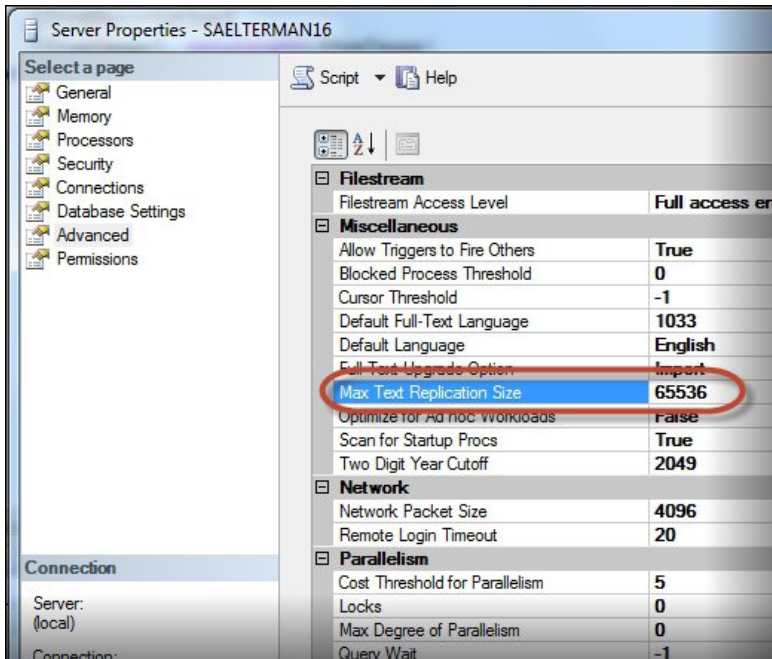 Server Properties - SAELTERMAN16
Select a page
General
Memory
Processors
Security
Connections
Database Settings
Advanced
Permissions
Connection
Server:
(local)
Connection:
Script Help
Filestream
Filestream Access Level Full access en
Miscellaneous
Allow Triggers to Fire Others True
Blocked Process Threshold 0
Cursor Threshold -1
Default Full-Text Language 1033
Default Language English
Full-Text Upgrade Option Import
Max Text Replication Size 65536
Optimize for Ad hoc Workloads False
Scan for Startup Procs True
Two Digit Year Cutoff 2049
Network
Network Packet Size 4096
Remote Login Timeout 20
Parallelism
Cost Threshold for Parallelism 5
Locks 0
Max Degree of Parallelism 0
Query Wait -1